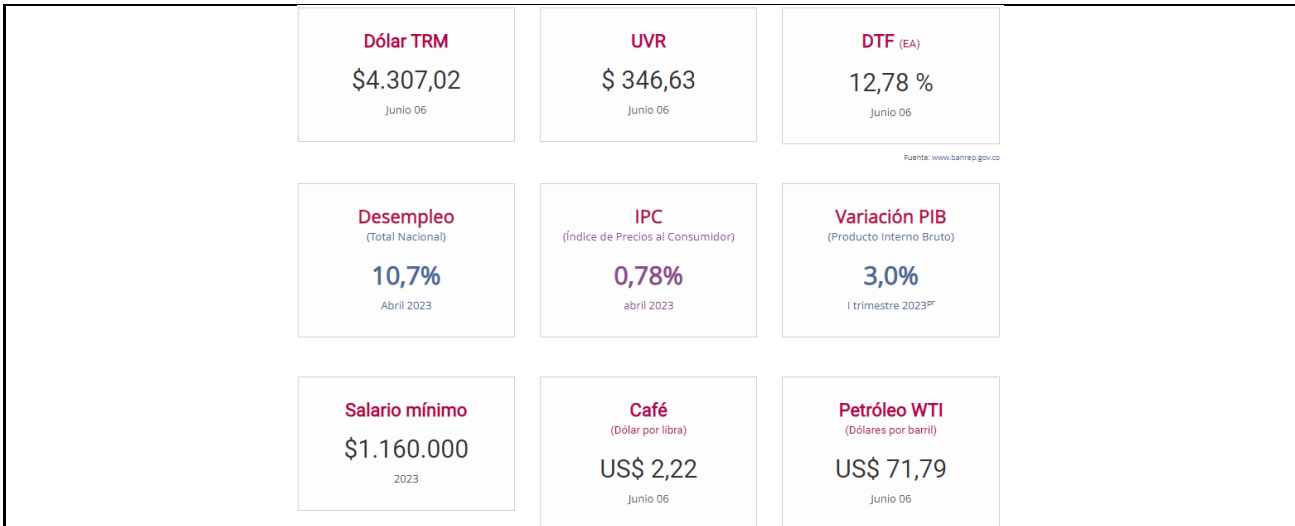 Dólar TRM
$4.307,02
Junio 06
UVR
$ 346,63
Junio 06
DTF (EA)
12,78 %
Junio 06
Fuente: www.banrep.gov.co
Desempleo
(Total Nacional)
10,7%
Abril 2023
IPC
(Índice de Precios al Consumidor)
0,78%
abril 2023
Variación PIB
(Producto Interno Bruto)
3,0%
I trimestre 2023pr
Salario mínimo
$1.160.000
2023
Café
(Dólar por libra)
US$ 2,22
Junio 06
Petróleo WTI
(Dólares por barril)
US$ 71,79
Junio 06